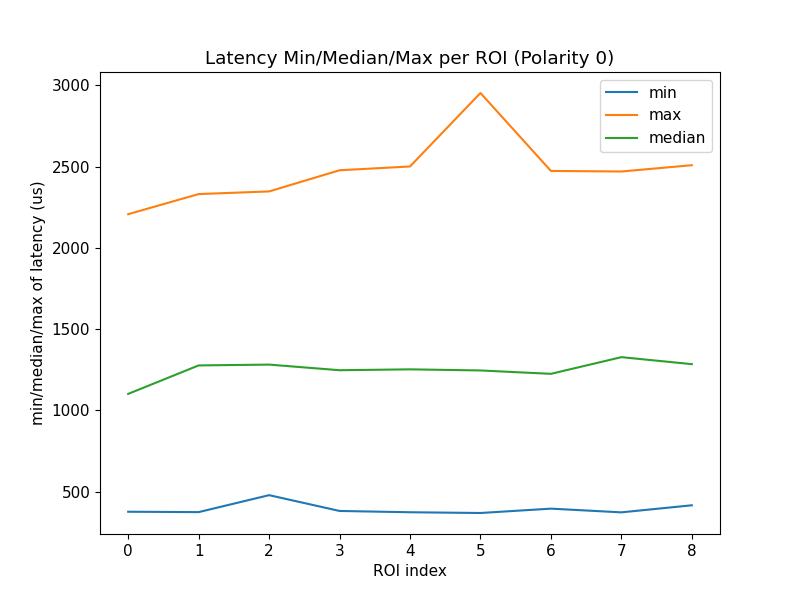 Latency Min/Median/Max per ROI (Polarity 0)
min
max
median
3000
2500
2000
1500
1000
500
min/median/max of latency (us)
0 1 2 3 4 5 6 7 8
ROI index